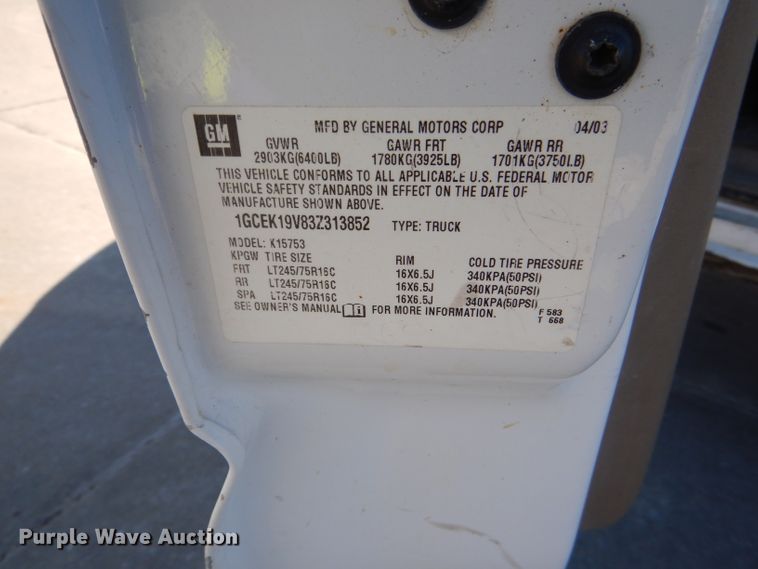 GM
MFD BY GENERAL MOTORS CORP 04/03
GVWR GAWR FRT GAWR RR
2903KG(6400LB) 1780KG(3925LB) 1701KG(3750LB)
THIS VEHICLE CONFORMS TO ALL APPLICABLE U.S. FEDERAL MOTOR
VEHICLE SAFETY STANDARDS IN EFFECT ON THE DATE OF
MANUFACTURE SHOWN ABOVE.
1GCEK19V83Z313852 TYPE: TRUCK
MODEL: K15753
KPGW TIRE SIZE RIM COLD TIRE PRESSURE
FRT LT245/75R16C 16X6.5J 340KPA(50PSI)
RR LT245/75R16C 16X6.5J 340KPA(50PSI)
SPA LT245/75R16C 16X6.5J 340KPA(50PSI)
SEE OWNER'S MANUAL FOR MORE INFORMATION.
F 583
T 668
Purple Wave Auction